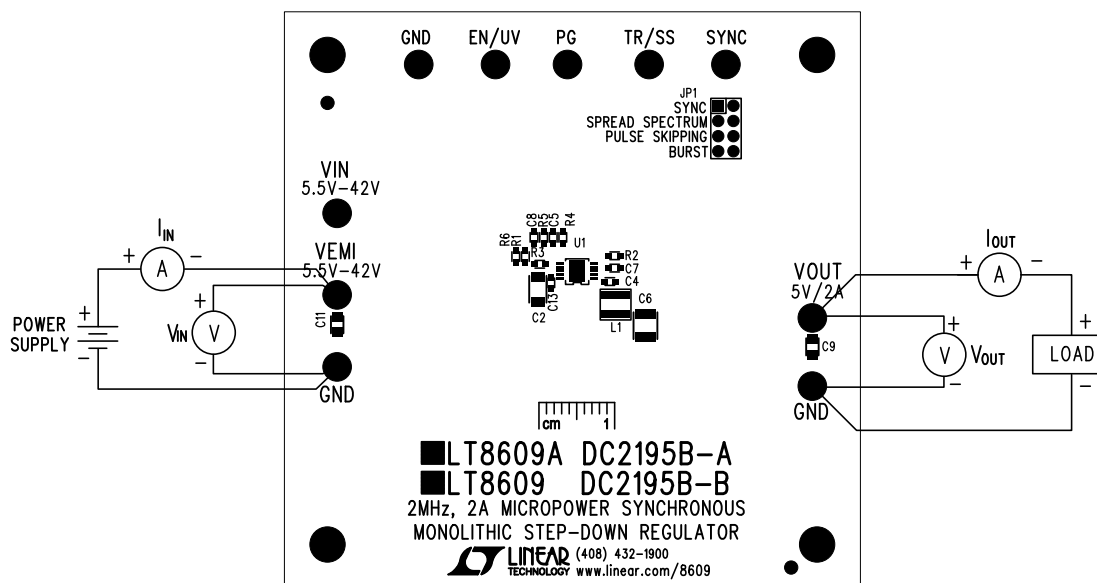 GND EN/UV PG TR/SS SYNC
JP1
SYNC
SPREAD SPECTRUM
PULSE SKIPPING
BURST
VIN
5.5V-42V
VEMI
5.5V-42V
GND
C11
+ IIN -
A
+
POWER
SUPPLY
-
+
VIN V
-
R6
R1
C8
R5
C5
R4
R3
U1
R2
C7
C4
C2
C13
L1
C6
VOUT
5V/2A
C9
GND
IOUT
+ A -
+
V VOUT
-
+
LOAD
-
cm 1
LT8609A DC2195B-A
LT8609 DC2195B-B
2MHz, 2A MICROPOWER SYNCHRONOUS
MONOLITHIC STEP-DOWN REGULATOR
LINEAR (408) 432-1900
TECHNOLOGY www.linear.com/8609